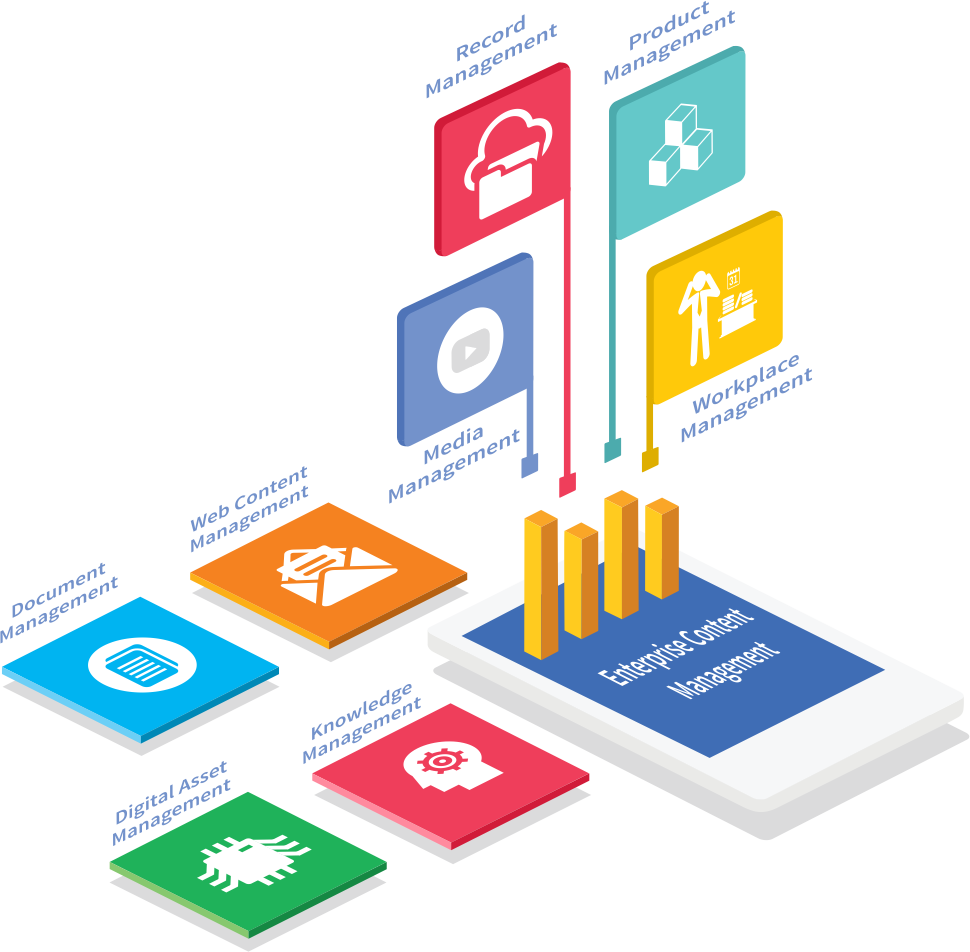 Record
Management
Product
Management
31
Workplace
Management
Media
Management
Web Content
Management
Document
Management
Enterprise Content
Management
Knowledge
Management
Digital Asset
Management